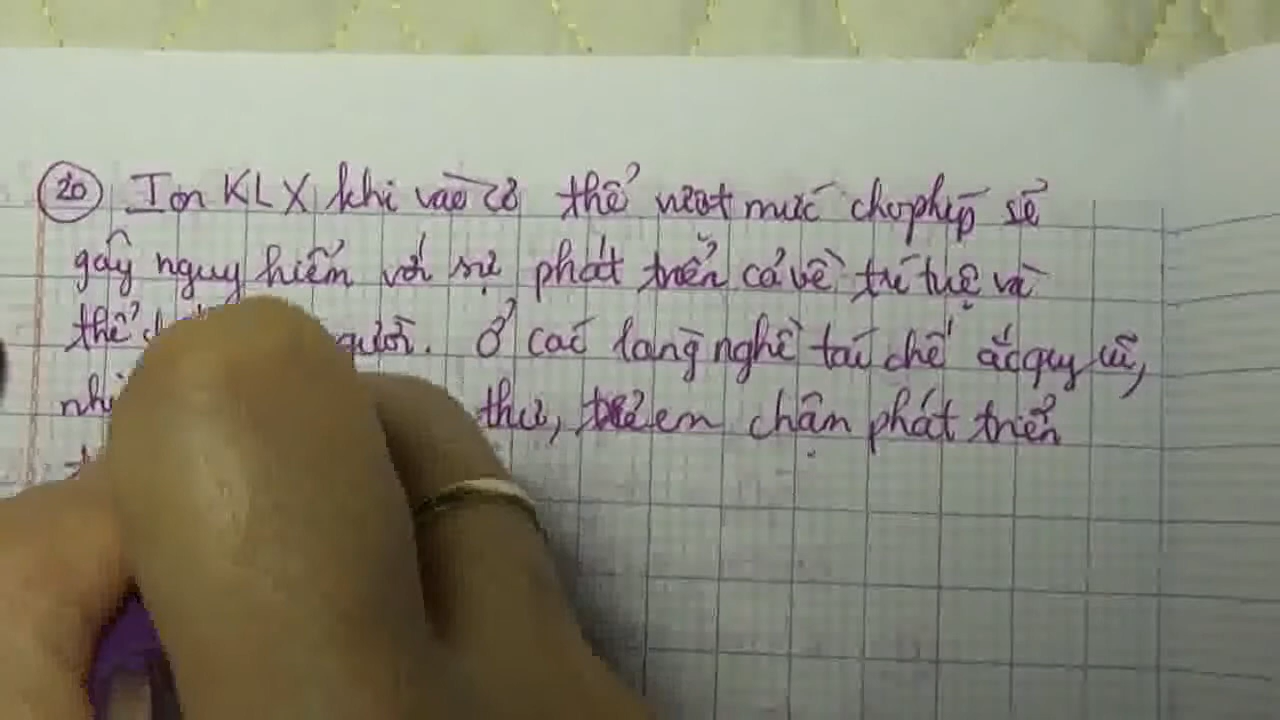 20 Ion KLX khi vào cơ thể vượt mức cho phép sẽ
gây nguy hiểm với sự phát triển cả về trí tuệ và
thể người. Ở các làng nghề tái chế ắc quy cũ,
thư, trẻ em chậm phát triển